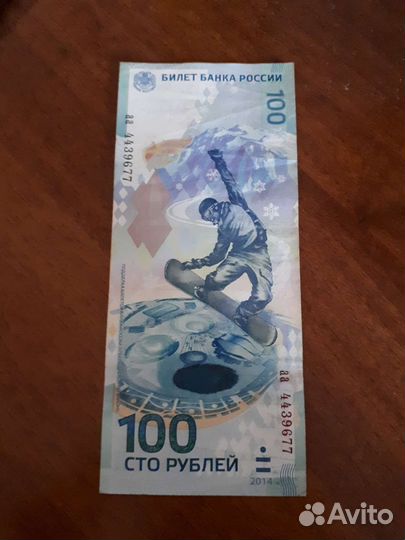 БИЛЕТ БАНКА РОССИИ
100
аа 4439677
аа 4439677
100
СТО РУБЛЕЙ
2014
Avito